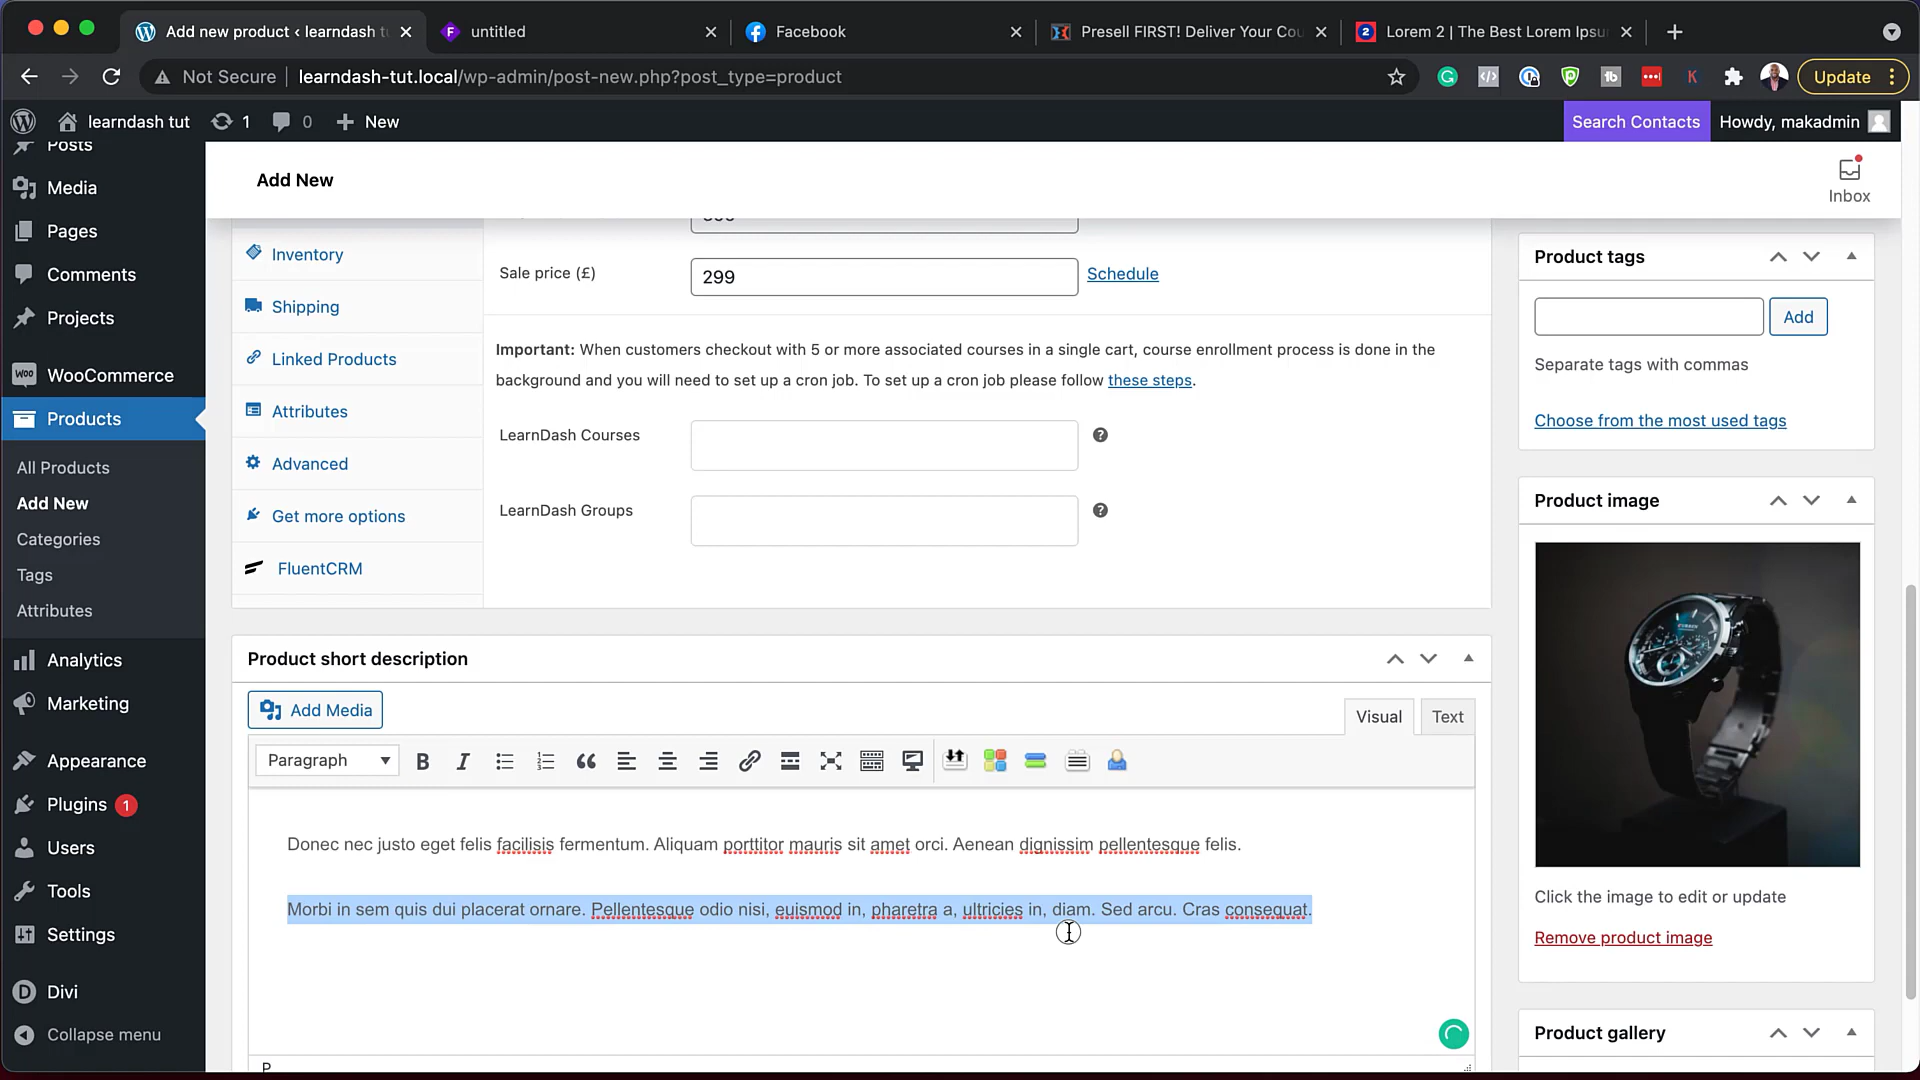 Add new product ‹ learndash tu
untitled
Facebook
Presell FIRST! Deliver Your Cou
2
Lorem 2 | The Best Lorem Ipsu
Not Secure
learndash-tut.local/wp-admin/post-new.php?post_type=product
Update
learndash tut
1
0
New
Search Contacts
Howdy, makadmin
Posts
Media
Pages
Comments
Projects
WooCommerce
Products
All Products
Add New
Categories
Tags
Attributes
Analytics
Marketing
Appearance
Plugins 1
Users
Tools
Settings
Divi
Collapse menu
Add New
Inbox
Inventory
Shipping
Linked Products
Attributes
Advanced
Get more options
FluentCRM
Sale price (£)
299
Schedule
Important: When customers checkout with 5 or more associated courses in a single cart, course enrollment process is done in the
background and you will need to set up a cron job. To set up a cron job please follow these steps.
LearnDash Courses
LearnDash Groups
Product short description
Add Media
Visual
Text
Paragraph
Donec nec justo eget felis facilisis fermentum. Aliquam porttitor mauris sit amet orci. Aenean dignissim pellentesque felis.
Morbi in sem quis dui placerat ornare. Pellentesque odio nisi, euismod in, pharetra a, ultricies in, diam. Sed arcu. Cras consequat.
P
Product tags
Add
Separate tags with commas
Choose from the most used tags
Product image
Click the image to edit or update
Remove product image
Product gallery